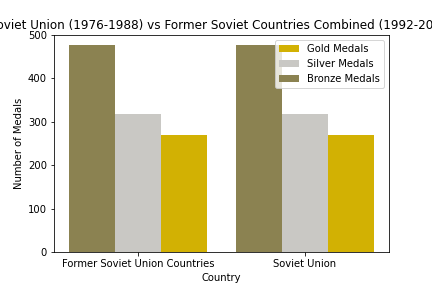 oviet Union (1976-1988) vs Former Soviet Countries Combined (1992-20
Gold Medals
Silver Medals
Bronze Medals
500
400
300
200
100
0
Number of Medals
Former Soviet Union Countries
Soviet Union
Country